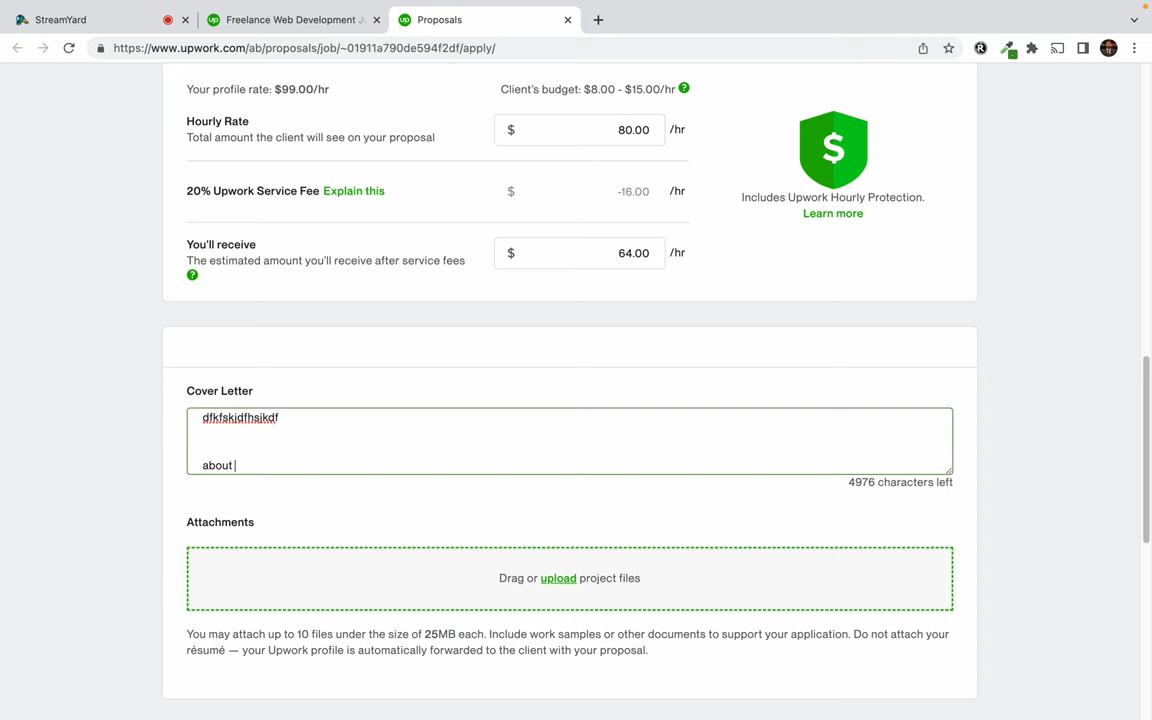 StreamYard
Freelance Web Development J
Proposals
https://www.upwork.com/ab/proposals/job/~01911a790de594f2df/apply/
Your profile rate: $99.00/hr
Client's budget: $8.00 - $15.00/hr ?
Hourly Rate
Total amount the client will see on your proposal
$ 80.00 /hr
20% Upwork Service Fee Explain this
$ -16.00 /hr
You'll receive
The estimated amount you'll receive after service fees
?
$ 64.00 /hr
$
Includes Upwork Hourly Protection.
Learn more
Cover Letter
dfkfskjdfhsjkdf
about
4976 characters left
Attachments
Drag or upload project files
You may attach up to 10 files under the size of 25MB each. Include work samples or other documents to support your application. Do not attach your
résumé — your Upwork profile is automatically forwarded to the client with your proposal.